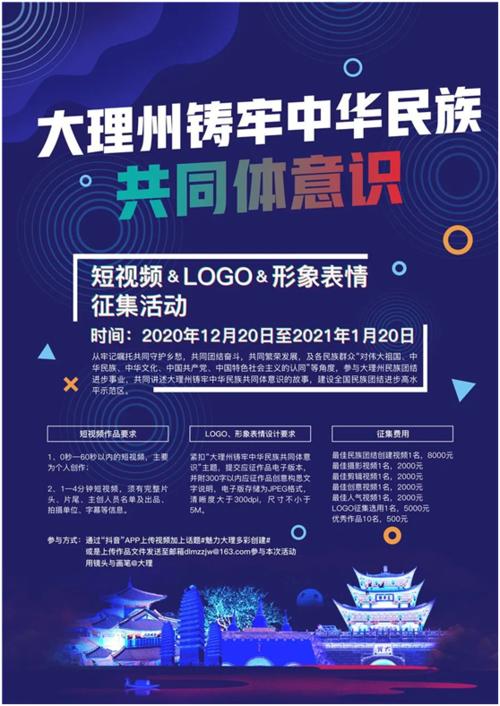 大理州铸牢中华民族
共同体意识
短视频&LOGO&形象表情
征集活动
时间：2020年12月20日至2021年1月20日
从牢记嘱托共同守护乡愁，共同团结奋斗，共同繁荣发展，及各民族群众“对伟大祖国、中
华民族、中华文化、中国共产党、中国特色社会主义的认同”等角度，参与大理州民族团结
进步事业，共同讲述大理州铸牢中华民族共同体意识的故事，建设全国民族团结进步高水
平示范区。
短视频作品要求
1、0秒—60秒以内的短视频，主要
为个人创作；
2、1—4分钟短视频，须有完整片
头、片尾、主创人员名单及出品、
拍摄单位、字幕等信息。
LOGO、形象表情设计要求
紧扣“大理州铸牢中华民族共同体意
识”主题，提交应征作品电子版本，
并附300字以内应征作品创意构思文
字说明，电子版存储为JPEG格式，
清晰度大于300dpi，尺寸不小于
5M。
征集费用
最佳民族团结创建视频1名，8000元
最佳摄影视频1名，2000元
最佳剪辑视频1名，2000元
最佳创意视频1名，2000元
最佳人气视频1名，2000元
LOGO征集选用1名，5000元
优秀作品10名，500元
参与方式：通过“抖音”APP上传视频加上话题#魅力大理多彩创建#
或是上传作品文件发送至邮箱dlmzzjw@163.com参与本次活动
用镜头与画笔@大理